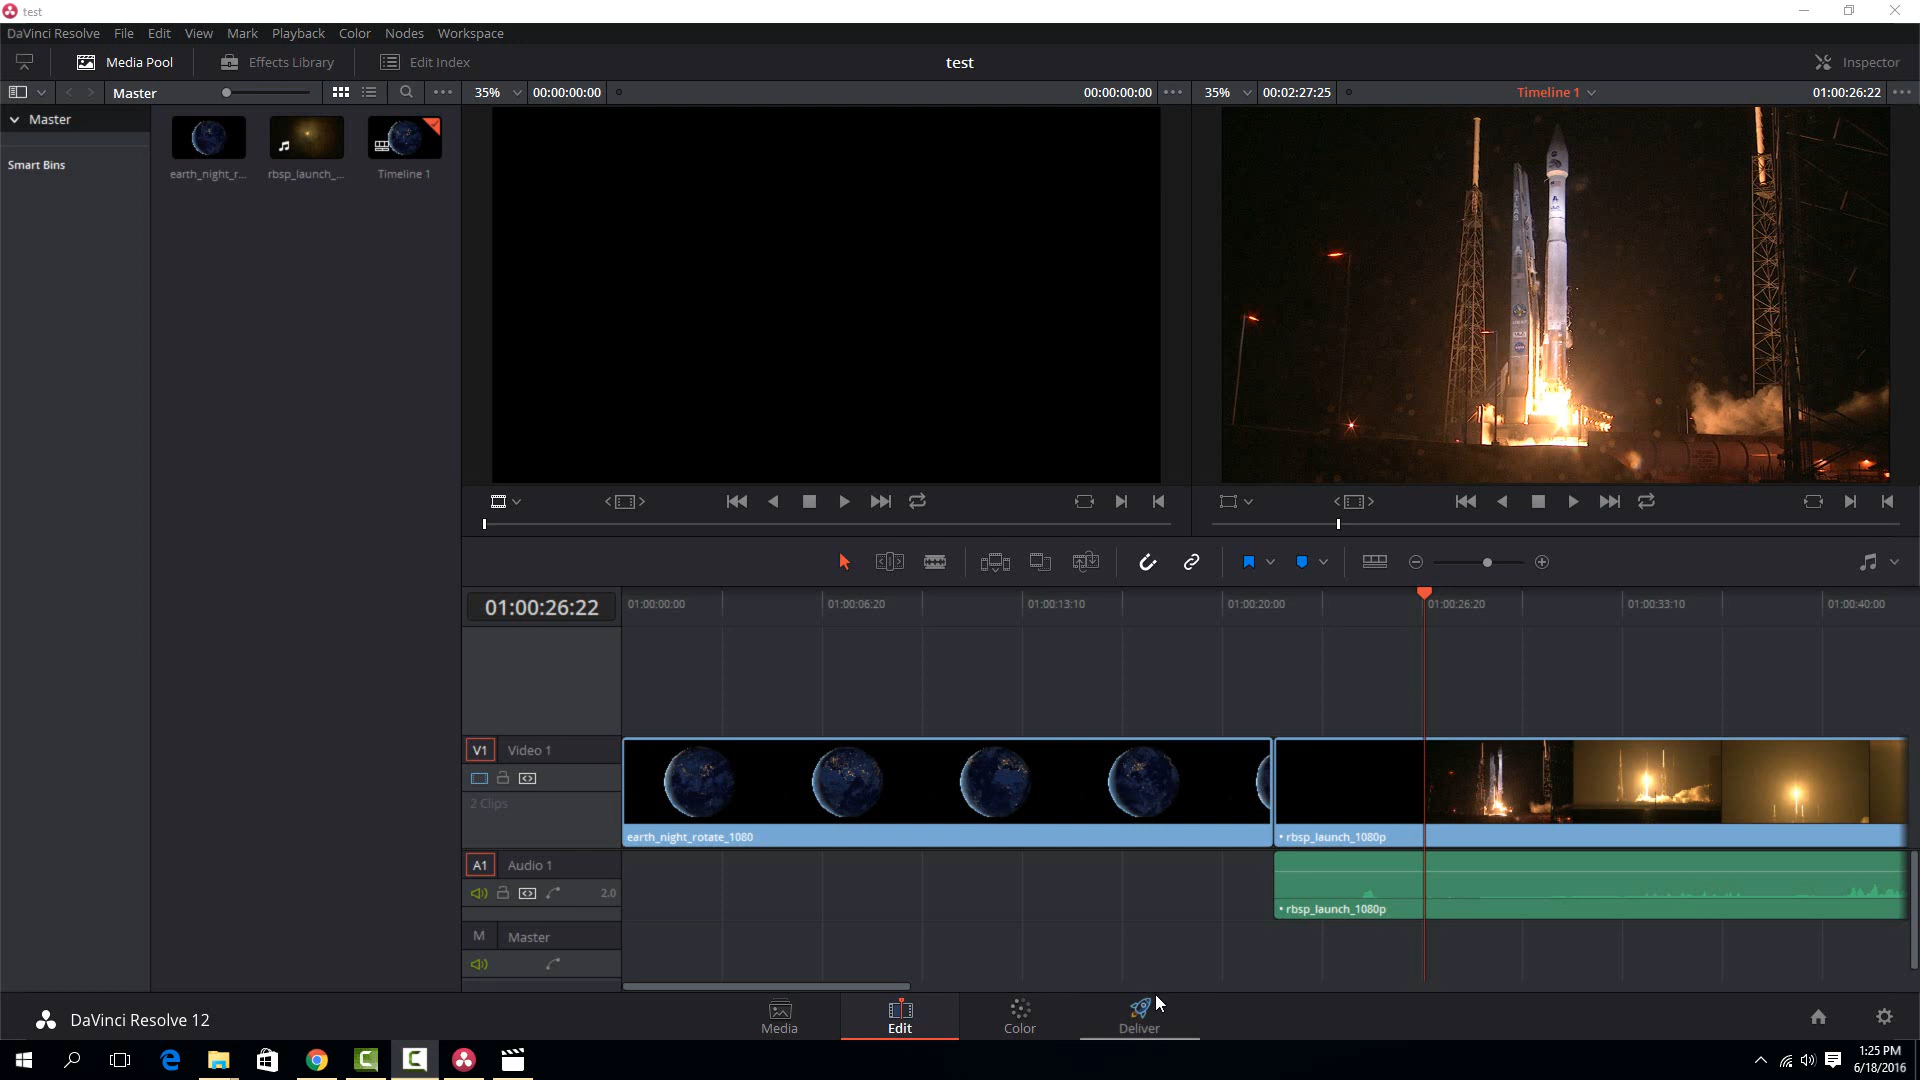 test
DaVinci Resolve File Edit View Mark Playback Color Nodes Workspace
Media Pool Effects Library Edit Index test Inspector
Master 35% 00:00:00:00 00:00:00:00 35% 00:02:27:25 Timeline 1 01:00:26:22
Master
Smart Bins
earth_night_r... rbsp_launch_... Timeline 1
01:00:26:22 01:00:00:00 01:00:06:20 01:00:13:10 01:00:20:00 01:00:26:20 01:00:33:10 01:00:40:00
V1 Video 1
2 Clips
earth_night_rotate_1080 • rbsp_launch_1080p
A1 Audio 1
2.0
• rbsp_launch_1080p
M Master
DaVinci Resolve 12
Media Edit Color Deliver
1:25 PM
6/18/2016